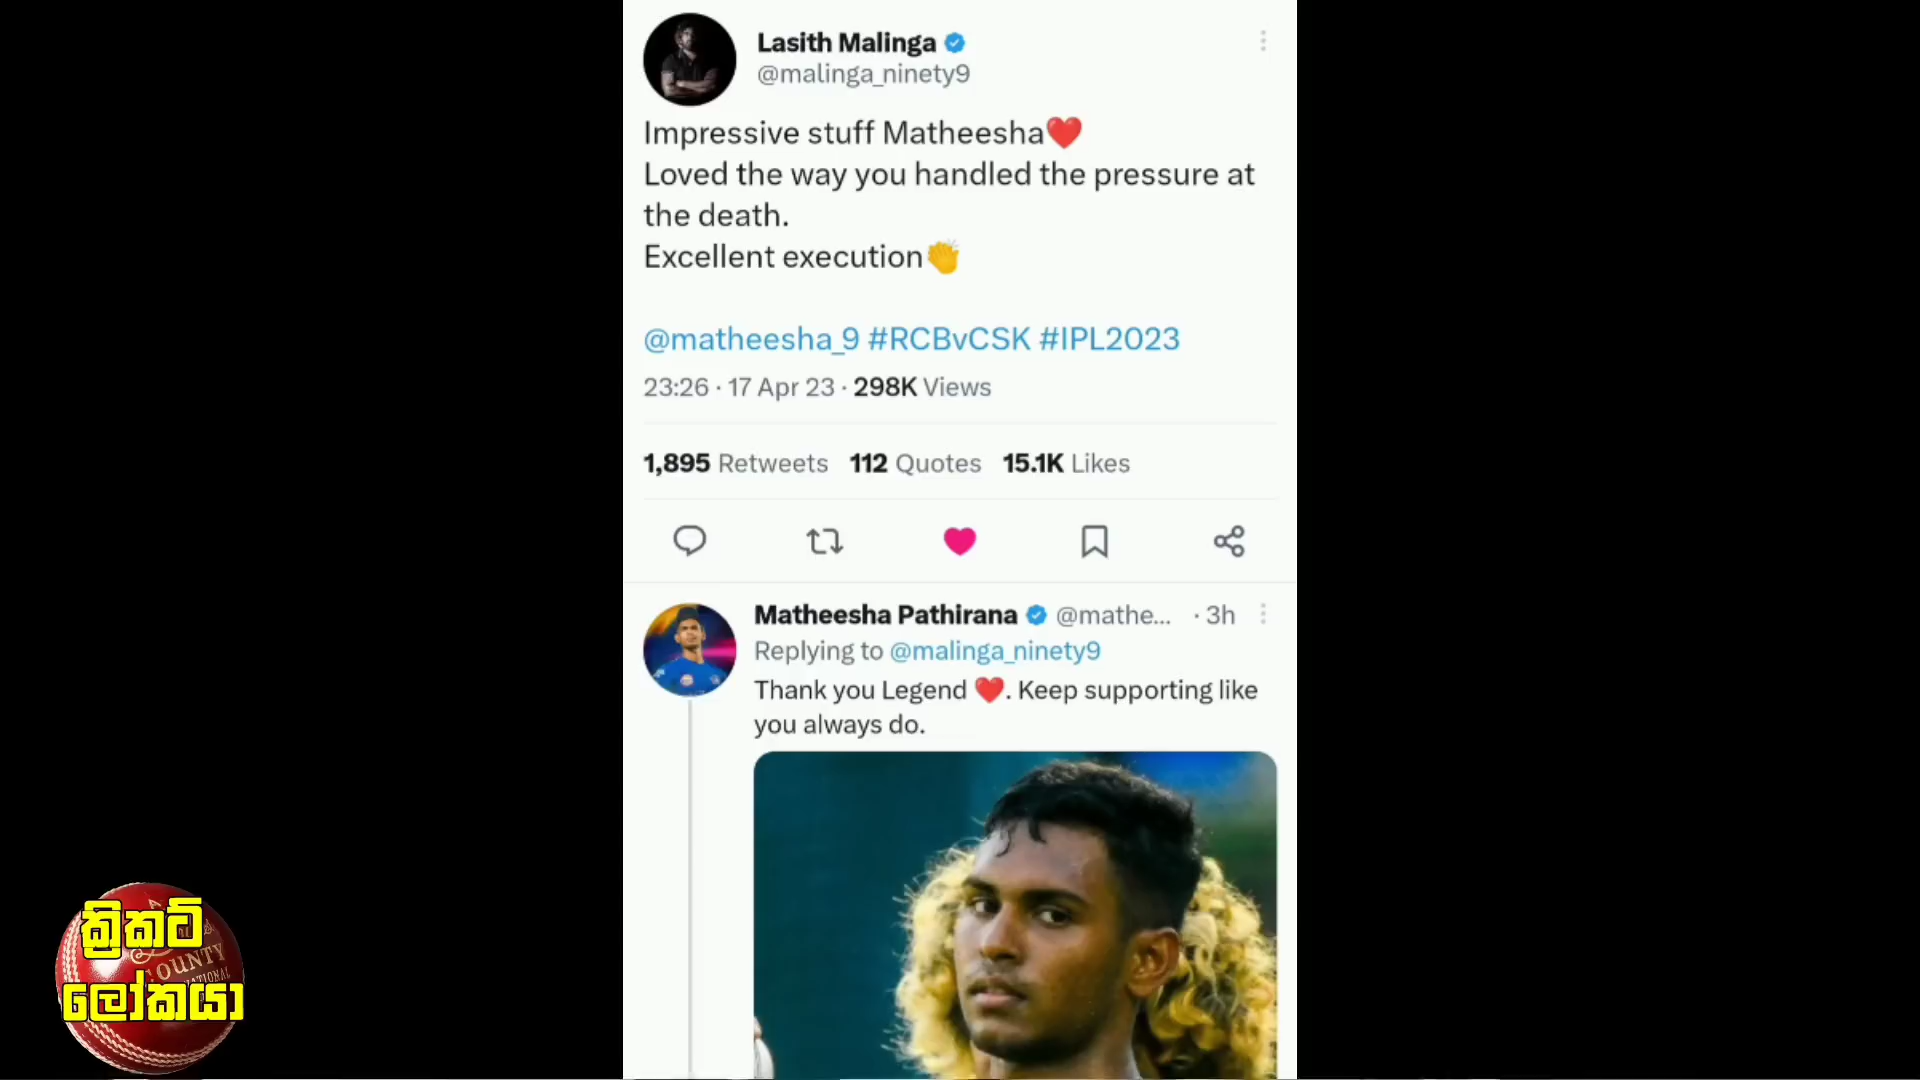 Lasith Malinga
@malinga_ninety9
Impressive stuff Matheesha❤️
Loved the way you handled the pressure at
the death.
Excellent execution👏
@matheesha_9 #RCBvCSK #IPL2023
23:26 · 17 Apr 23 · 298K Views
1,895 Retweets 112 Quotes 15.1K Likes
Matheesha Pathirana @mathe... · 3h
Replying to @malinga_ninety9
Thank you Legend ❤️. Keep supporting like
you always do.
ක්‍රිකට්
ලෝකයා